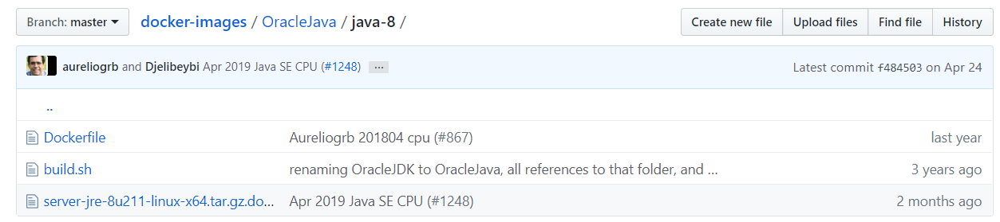 Branch: master docker-images / OracleJava / java-8 / Create new file Upload files Find file History
aureliogrb and Djelibeybi Apr 2019 Java SE CPU (#1248) ... Latest commit f484503 on Apr 24
..
Dockerfile Aureliogrb 201804 cpu (#867) last year
build.sh renaming OracleJDK to OracleJava, all references to that folder, and ... 3 years ago
server-jre-8u211-linux-x64.tar.gz.do... Apr 2019 Java SE CPU (#1248) 2 months ago